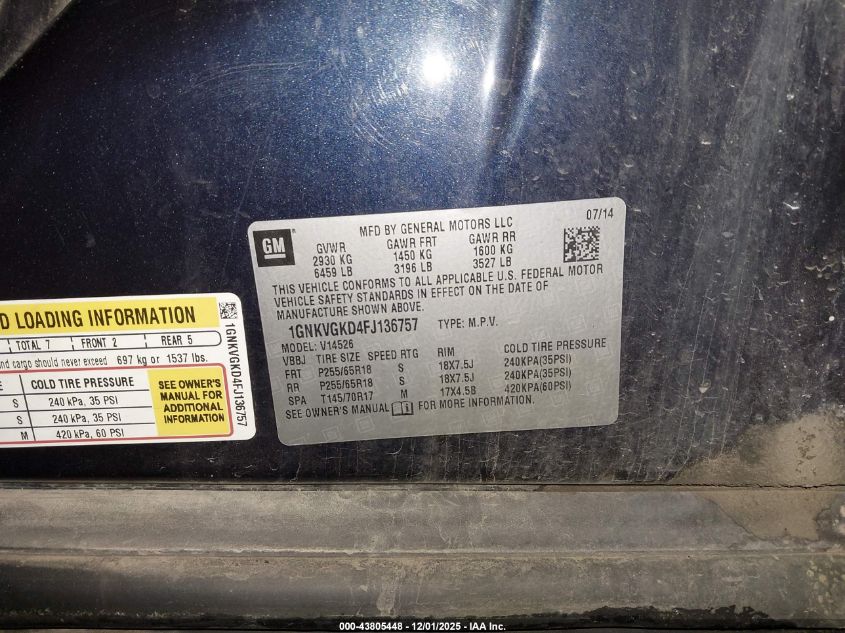 GM
MFD BY GENERAL MOTORS LLC
07/14
GVWR GAWR FRT GAWR RR
2930 KG 1450 KG 1600 KG
6459 LB 3196 LB 3527 LB
THIS VEHICLE CONFORMS TO ALL APPLICABLE U.S. FEDERAL MOTOR
VEHICLE SAFETY STANDARDS IN EFFECT ON THE DATE OF
MANUFACTURE SHOWN ABOVE.
1GNKVGKD4FJ136757 TYPE: M.P.V.
MODEL: V14526
VBBJ TIRE SIZE SPEED RTG RIM COLD TIRE PRESSURE
FRT P255/65R18 S 18X7.5J 240KPA(35PSI)
RR P255/65R18 S 18X7.5J 240KPA(35PSI)
SPA T145/70R17 M 17X4.5B 420KPA(60PSI)
SEE OWNER'S MANUAL FOR MORE INFORMATION.
LOADING INFORMATION
TOTAL 7 FRONT 2 REAR 5
and cargo should never exceed 697 kg or 1537 lbs.
COLD TIRE PRESSURE
S 240 kPa, 35 PSI
S 240 kPa, 35 PSI
M 420 kPa, 60 PSI
SEE OWNER'S
MANUAL FOR
ADDITIONAL
INFORMATION
1GNKVGKD4FJ136757
000-43805448 - 12/01/2025 - IAA Inc.